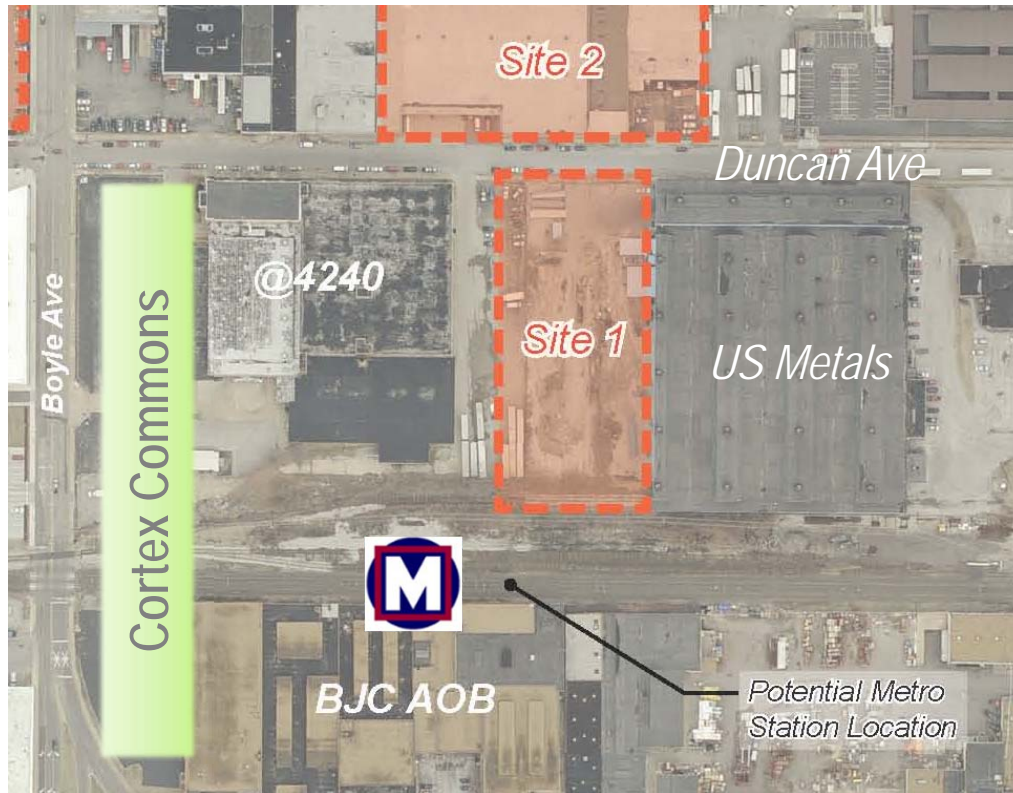 Site 2
Duncan Ave
@4240
Boyle Ave
Cortex Commons
Site 1
US Metals
M
BJC AOB
Potential Metro
Station Location